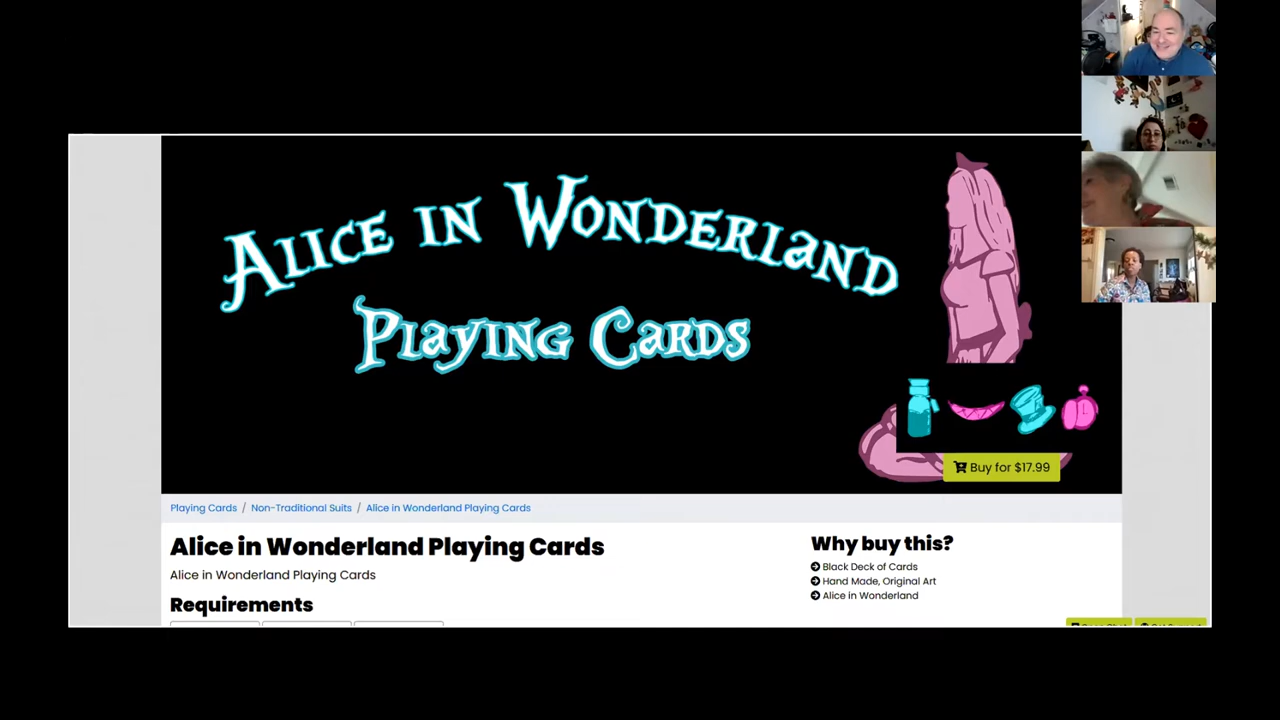 Alice in Wonderland
Playing Cards
Buy for $17.99
Playing Cards / Non-Traditional Suits / Alice in Wonderland Playing Cards
Alice in Wonderland Playing Cards
Alice in Wonderland Playing Cards
Requirements
Why buy this?
Black Deck of Cards
Hand Made, Original Art
Alice in Wonderland